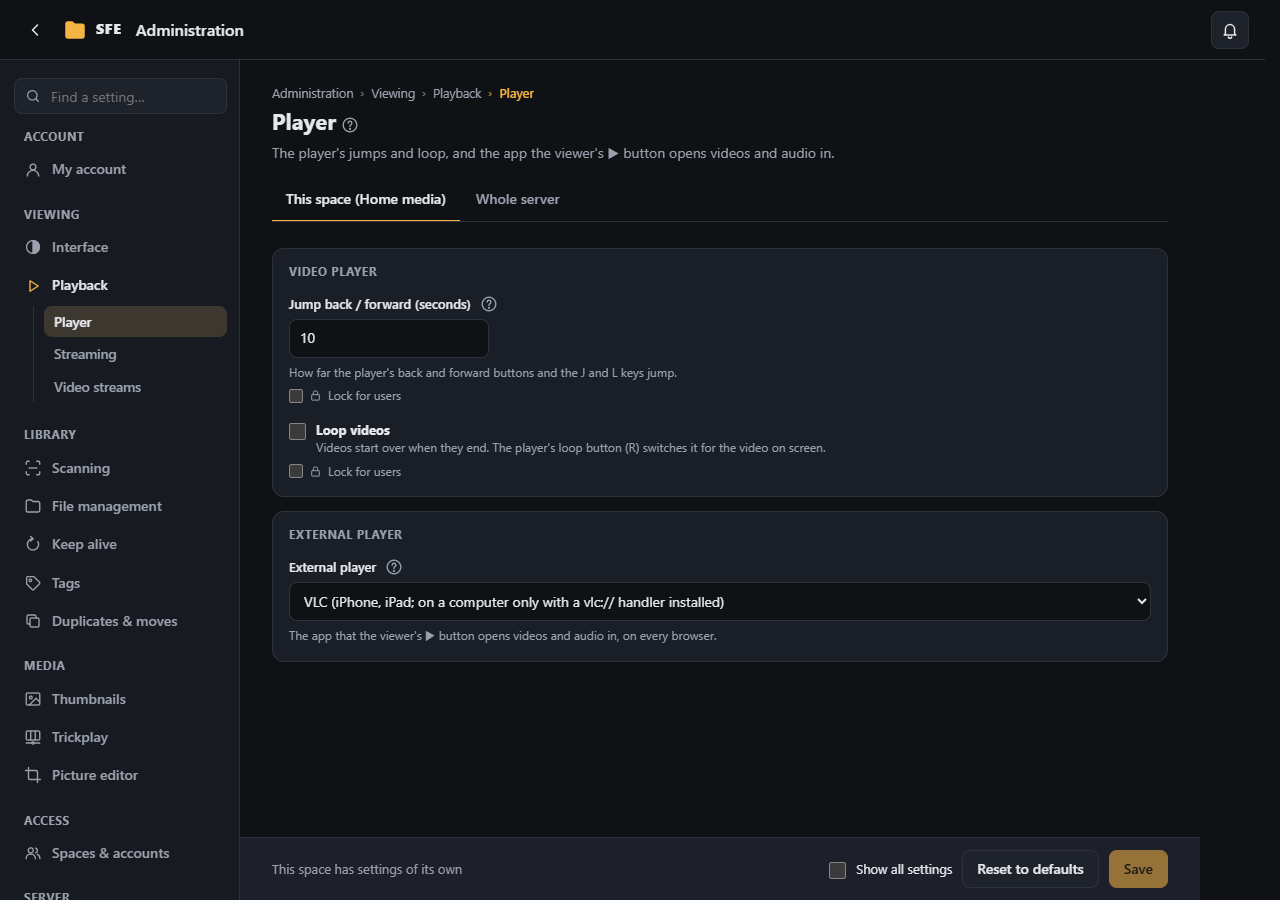 SFE Administration
Find a setting...
ACCOUNT
My account
VIEWING
Interface
Playback
Player
Streaming
Video streams
LIBRARY
Scanning
File management
Keep alive
Tags
Duplicates & moves
MEDIA
Thumbnails
Trickplay
Picture editor
ACCESS
Spaces & accounts
SERVER
Administration › Viewing › Playback › Player
Player ?
The player's jumps and loop, and the app the viewer's ▶ button opens videos and audio in.
This space (Home media) Whole server
VIDEO PLAYER
Jump back / forward (seconds) ?
10
How far the player's back and forward buttons and the J and L keys jump.
Lock for users
Loop videos
Videos start over when they end. The player's loop button (R) switches it for the video on screen.
Lock for users
EXTERNAL PLAYER
External player ?
VLC (iPhone, iPad; on a computer only with a vlc:// handler installed)
The app that the viewer's ▶ button opens videos and audio in, on every browser.
This space has settings of its own
Show all settings
Reset to defaults
Save